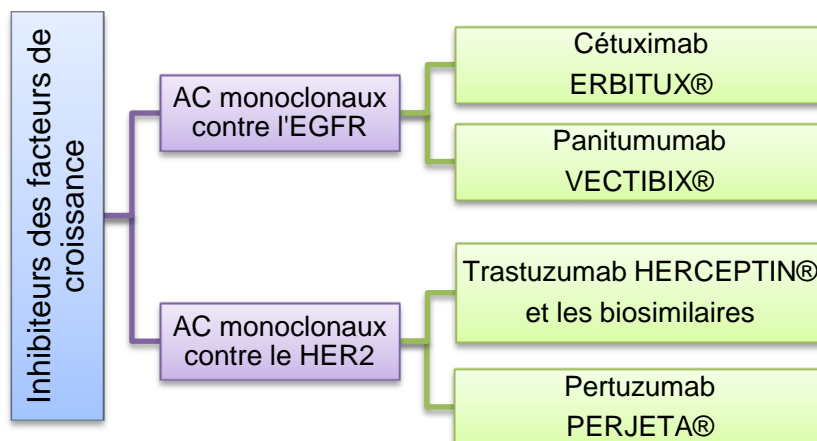 Inhibiteurs des facteurs de
croissance
AC monoclonaux
contre l'EGFR
Cétuximab
ERBITUX®
Panitumumab
VECTIBIX®
AC monoclonaux
contre le HER2
Trastuzumab HERCEPTIN®
et les biosimilaires
Pertuzumab
PERJETA®